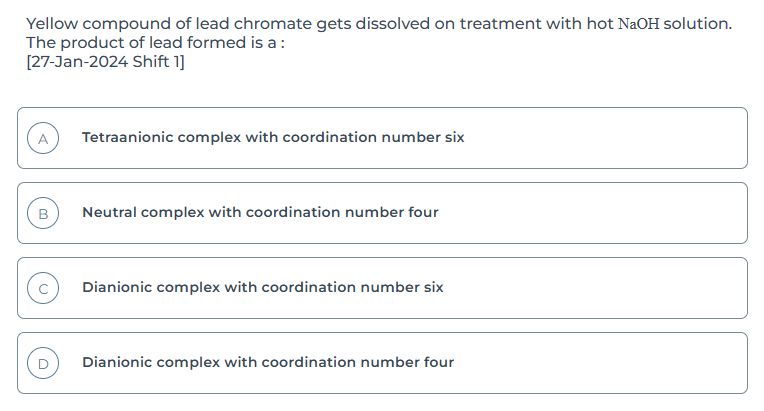 Yellow compound of lead chromate gets dissolved on treatment with hot NaOH solution.
The product of lead formed is a :
[27-Jan-2024 Shift 1]
A Tetraanionic complex with coordination number six
B Neutral complex with coordination number four
C Dianionic complex with coordination number six
D Dianionic complex with coordination number four